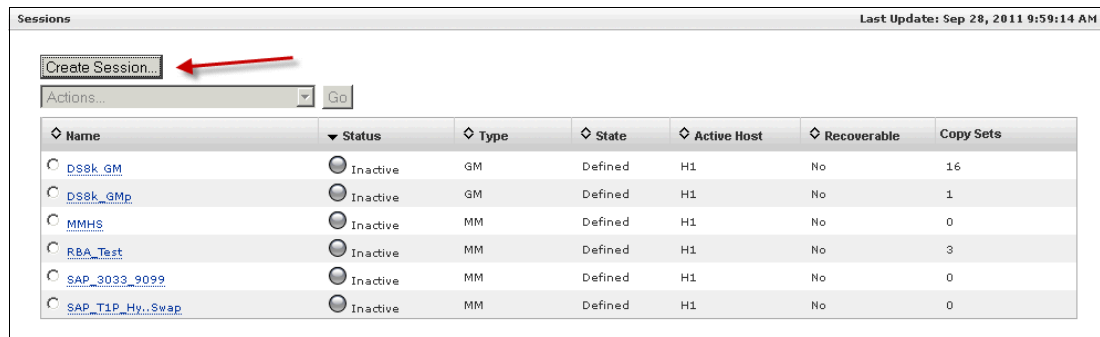 Sessions Last Update: Sep 28, 2011 9:59:14 AM
Create Session...
Actions... Go
Name Status Type State Active Host Recoverable Copy Sets
DS8k GM Inactive GM Defined H1 No 16
DS8k_GMp Inactive GM Defined H1 No 1
MMHS Inactive MM Defined H1 No 0
RBA_Test Inactive MM Defined H1 No 3
SAP_3033_9099 Inactive MM Defined H1 No 0
SAP_T1P_Hy..Swap Inactive MM Defined H1 No 0